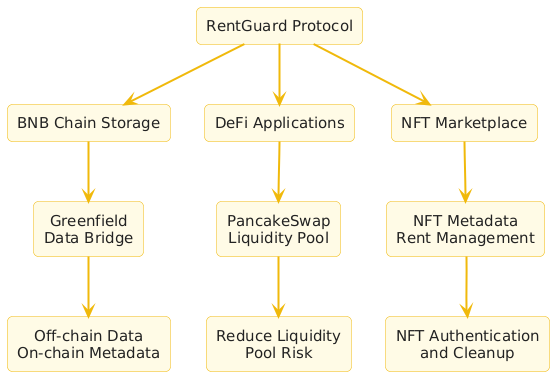 RentGuard Protocol
BNB Chain Storage
DeFi Applications
NFT Marketplace
Greenfield
Data Bridge
PancakeSwap
Liquidity Pool
NFT Metadata
Rent Management
Off-chain Data
On-chain Metadata
Reduce Liquidity
Pool Risk
NFT Authentication
and Cleanup